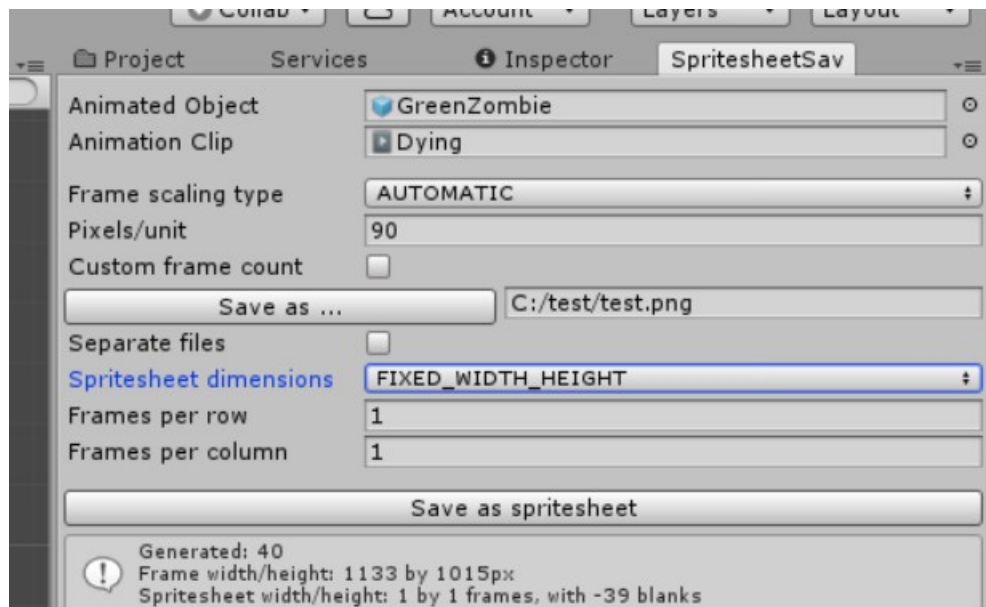 Collab Account Layers Layout
Project Services Inspector SpritesheetSav
Animated Object GreenZombie
Animation Clip Dying
Frame scaling type AUTOMATIC
Pixels/unit 90
Custom frame count
Save as ... C:/test/test.png
Separate files
Spritesheet dimensions FIXED_WIDTH_HEIGHT
Frames per row 1
Frames per column 1
Save as spritesheet
Generated: 40
Frame width/height: 1133 by 1015px
Spritesheet width/height: 1 by 1 frames, with -39 blanks